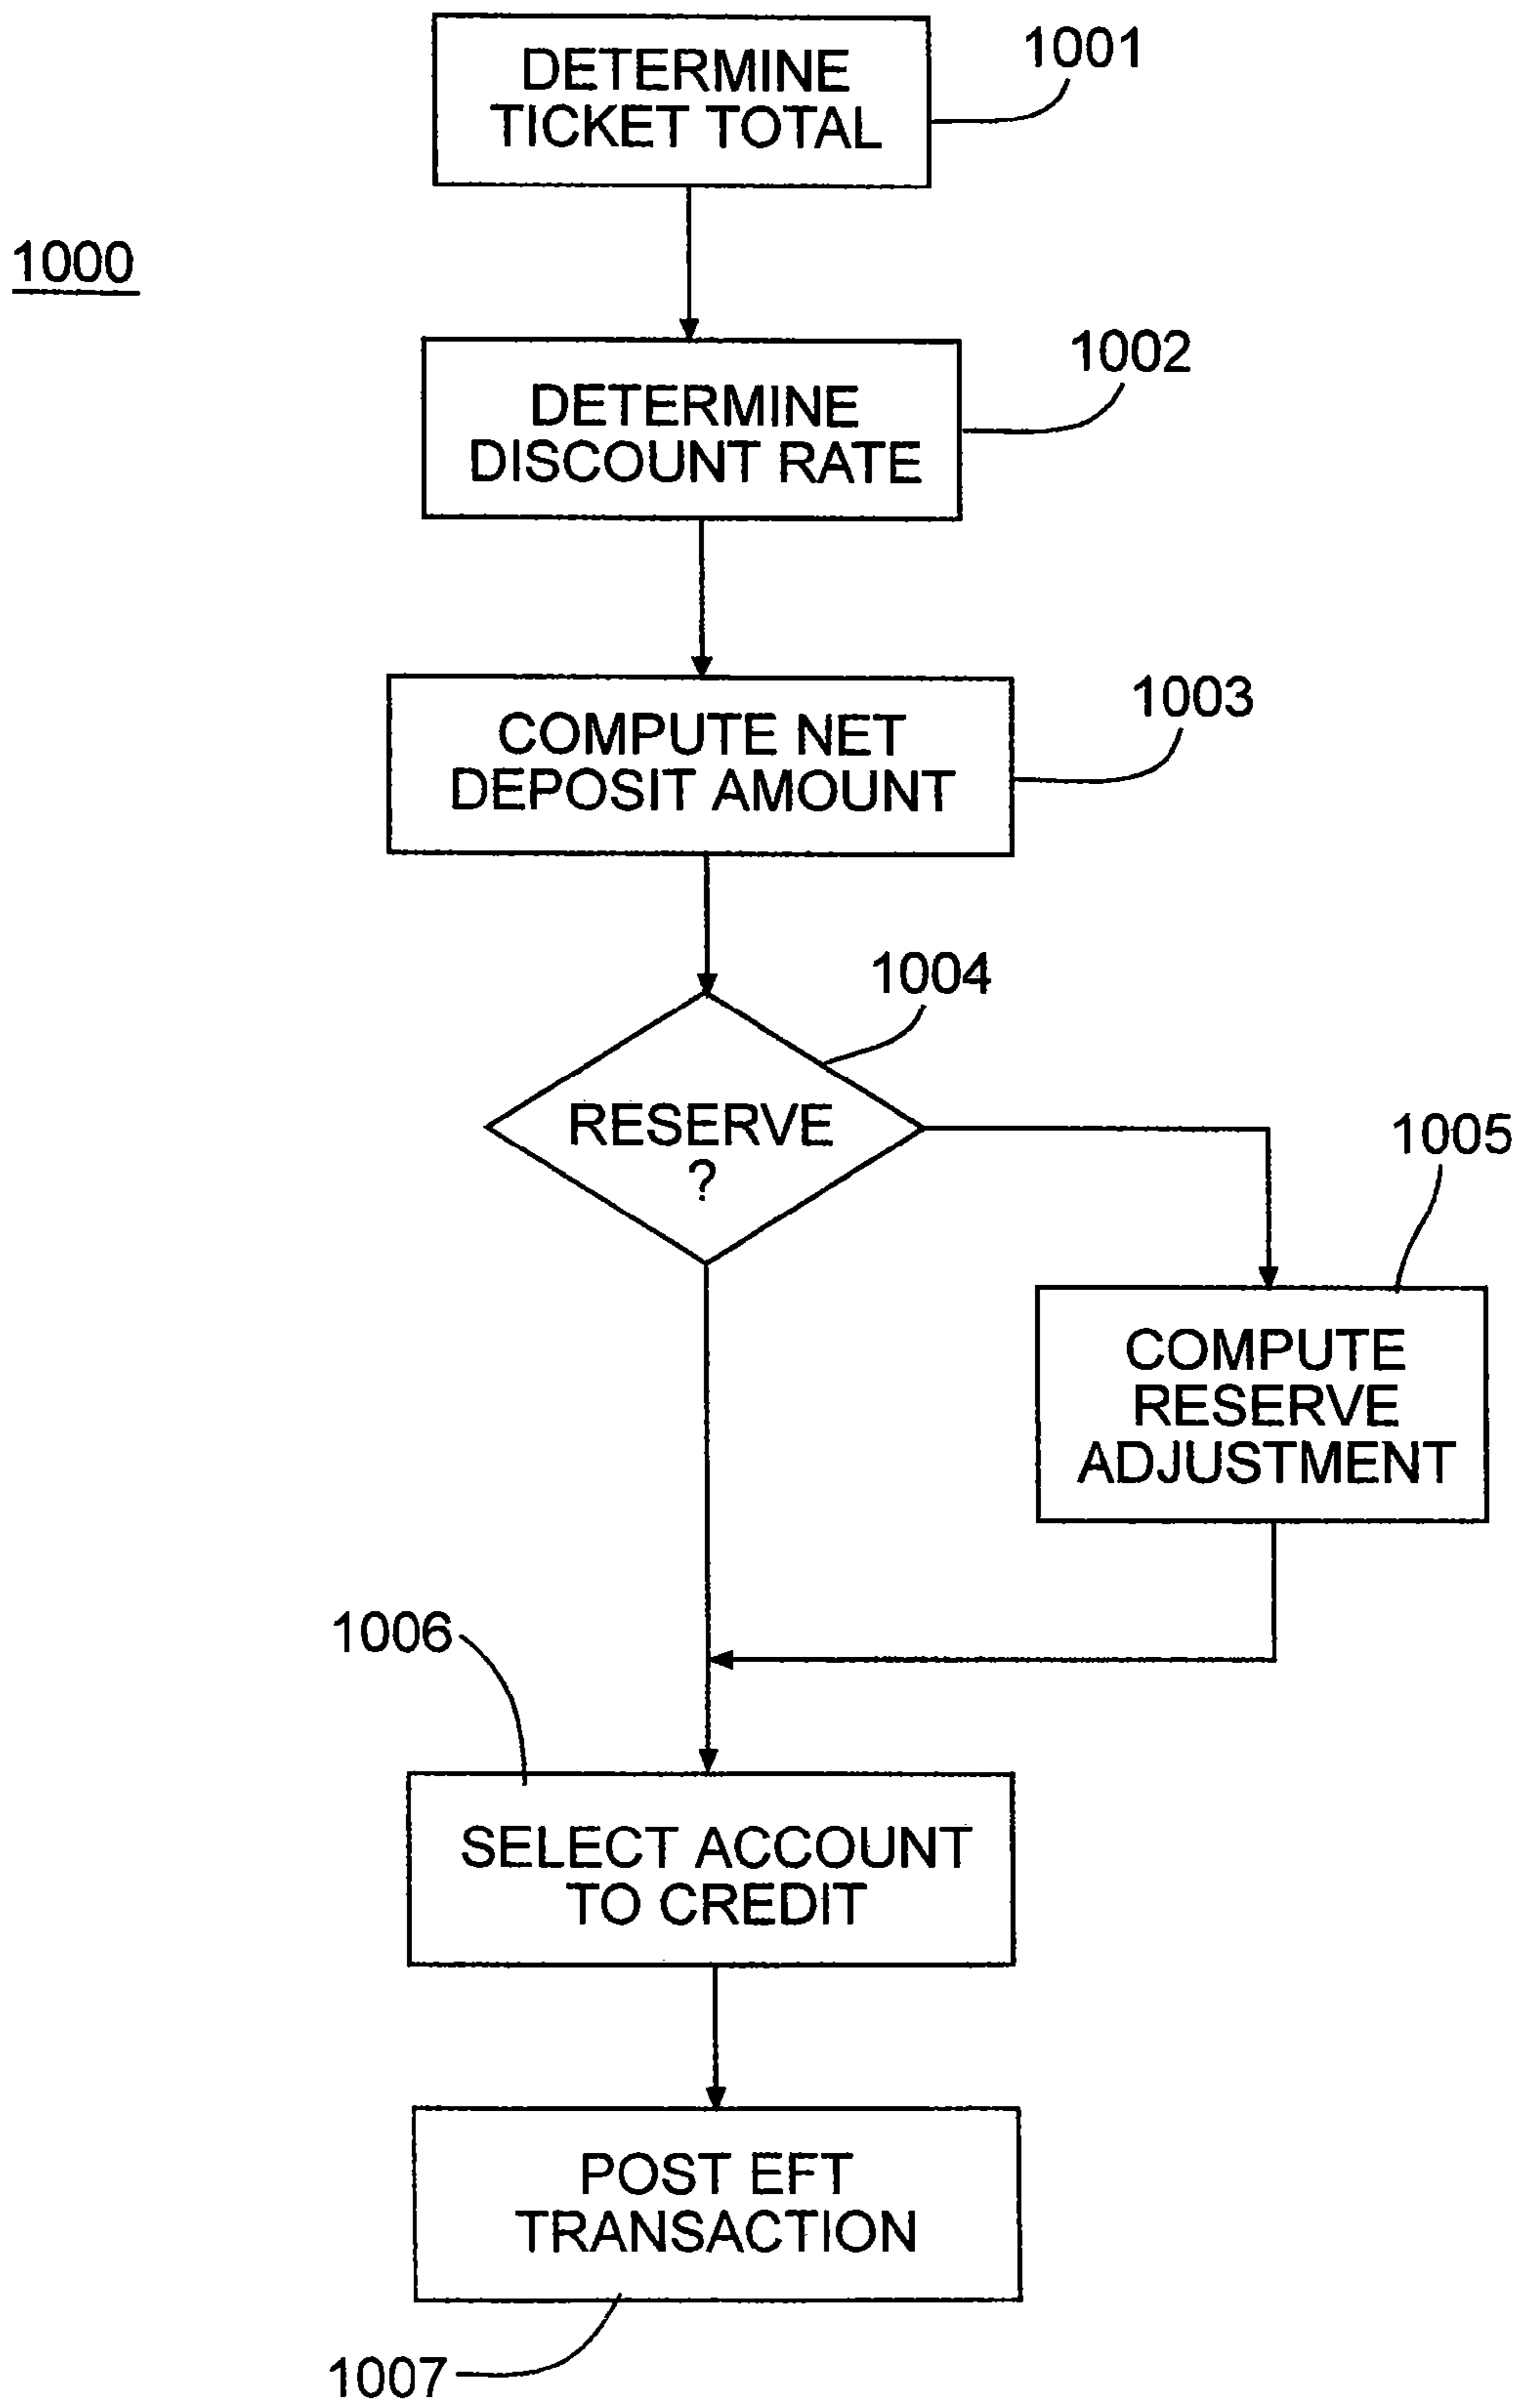 1001
DETERMINE
TICKET TOTAL
1000
1002
DETERMINE
DISCOUNT RATE
1003
COMPUTE NET
DEPOSIT AMOUNT
1004
RESERVE
?
1005
COMPUTE
RESERVE
ADJUSTMENT
1006
SELECT ACCOUNT
TO CREDIT
POST EFT
TRANSACTION
1007